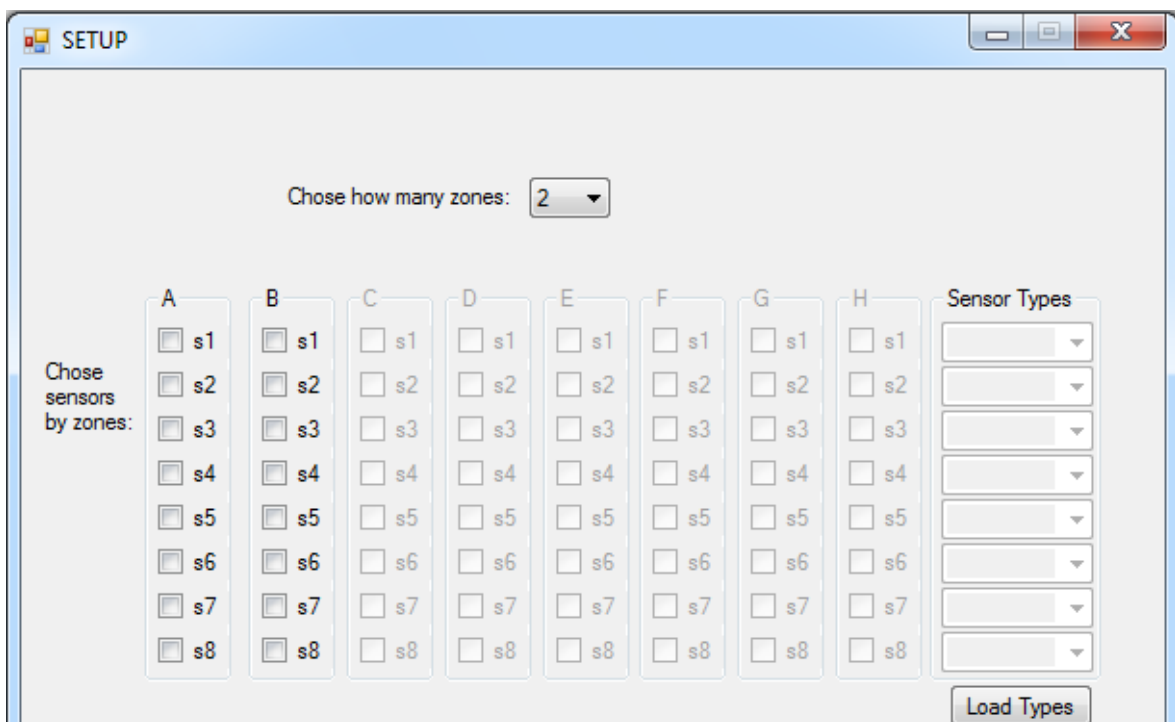 SETUP
Chose how many zones: 2
A B C D E F G H Sensor Types
s1 s1 s1 s1 s1 s1 s1 s1
Chose
sensors
by zones:
s2 s2 s2 s2 s2 s2 s2 s2
s3 s3 s3 s3 s3 s3 s3 s3
s4 s4 s4 s4 s4 s4 s4 s4
s5 s5 s5 s5 s5 s5 s5 s5
s6 s6 s6 s6 s6 s6 s6 s6
s7 s7 s7 s7 s7 s7 s7 s7
s8 s8 s8 s8 s8 s8 s8 s8
Load Types